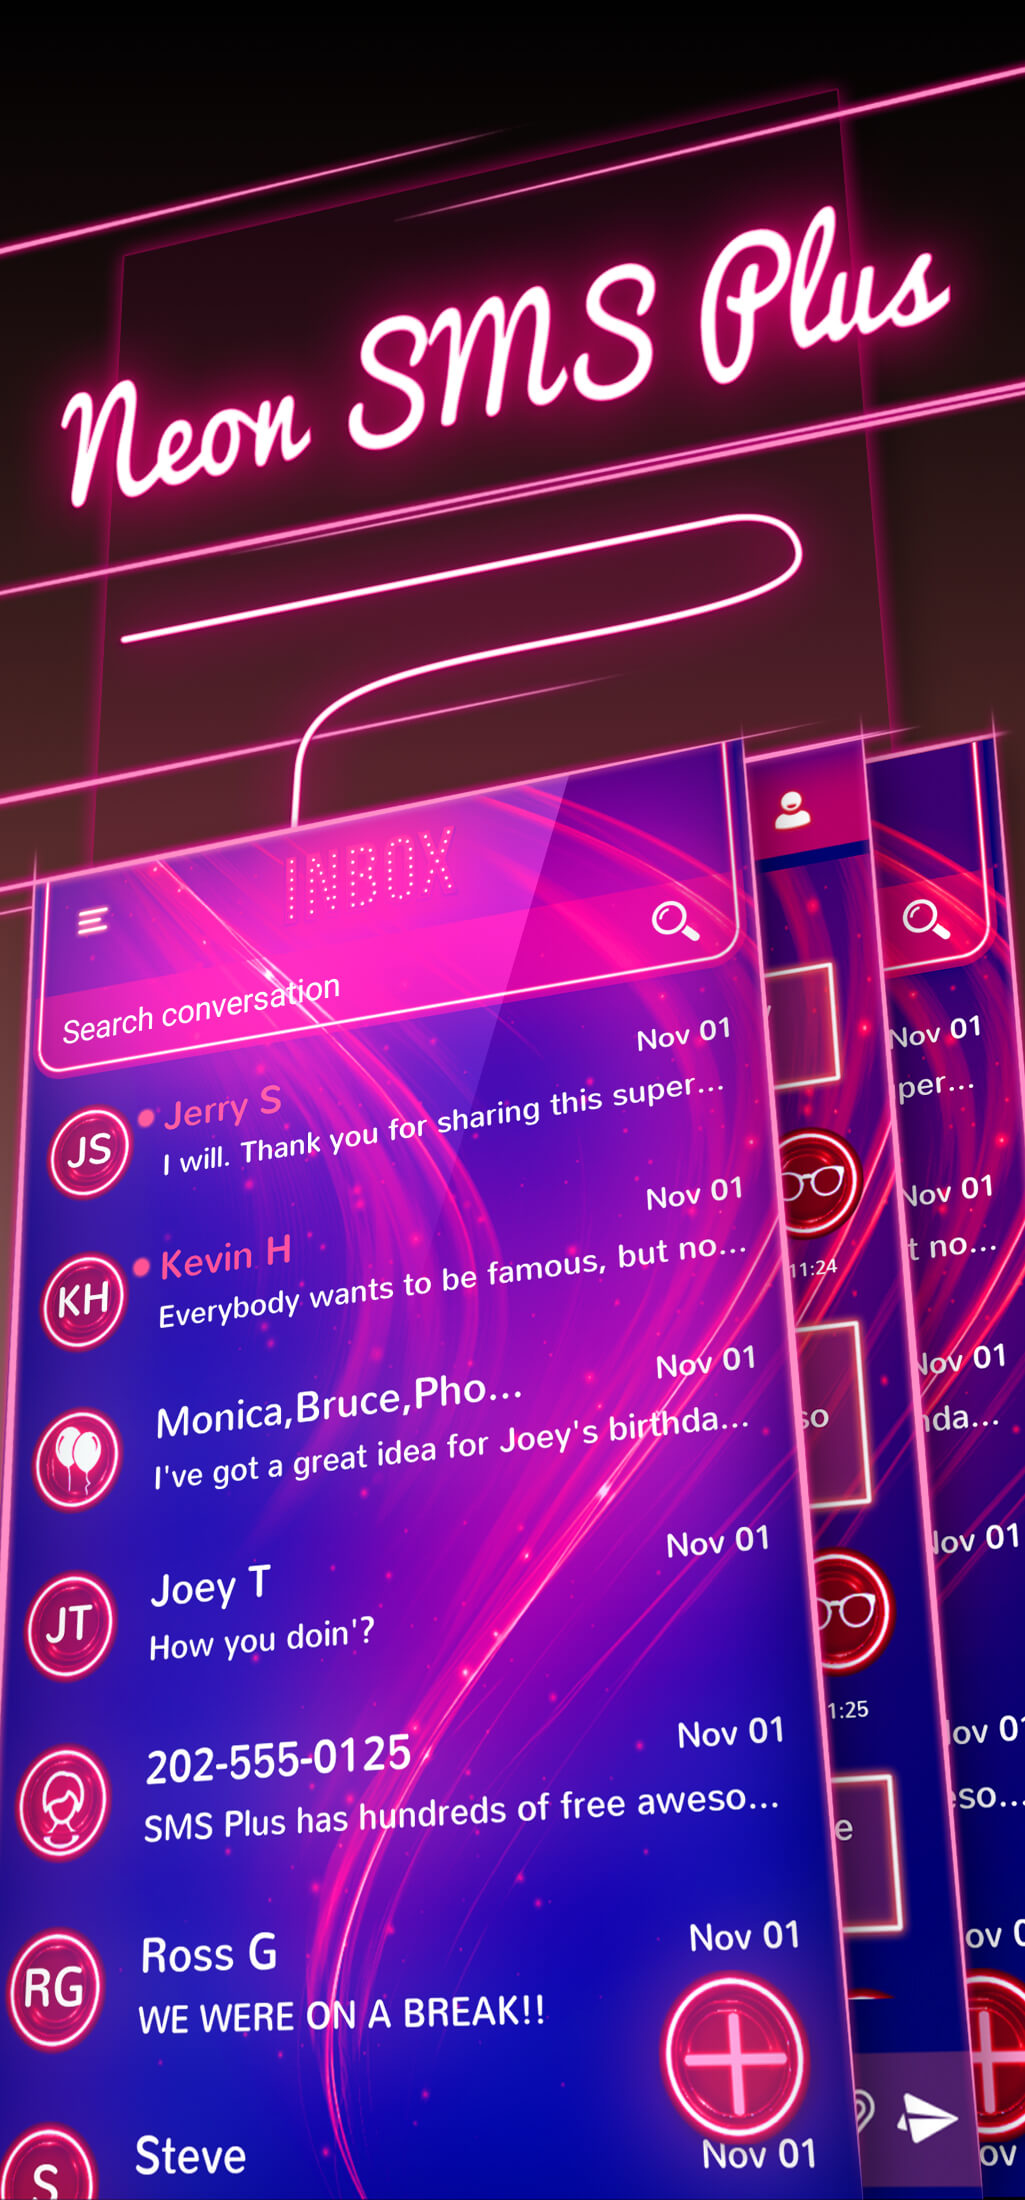 Neon SMS Plus
INBOX
Search conversation
Nov 01
JS
Jerry S
I will. Thank you for sharing this super...
Nov 01
KH
Kevin H
Everybody wants to be famous, but no...
Nov 01
Monica,Bruce,Pho...
I've got a great idea for Joey's birthda...
Nov 01
JT
Joey T
How you doin'?
Nov 01
202-555-0125
SMS Plus has hundreds of free aweso...
Nov 01
RG
Ross G
WE WERE ON A BREAK!!
Nov 01
S
Steve
11:24
so
1:25
e
Nov 01
per...
Nov 01
t no...
Nov 01
nda...
Nov 01
ov 01
eso...
ov 0
ov